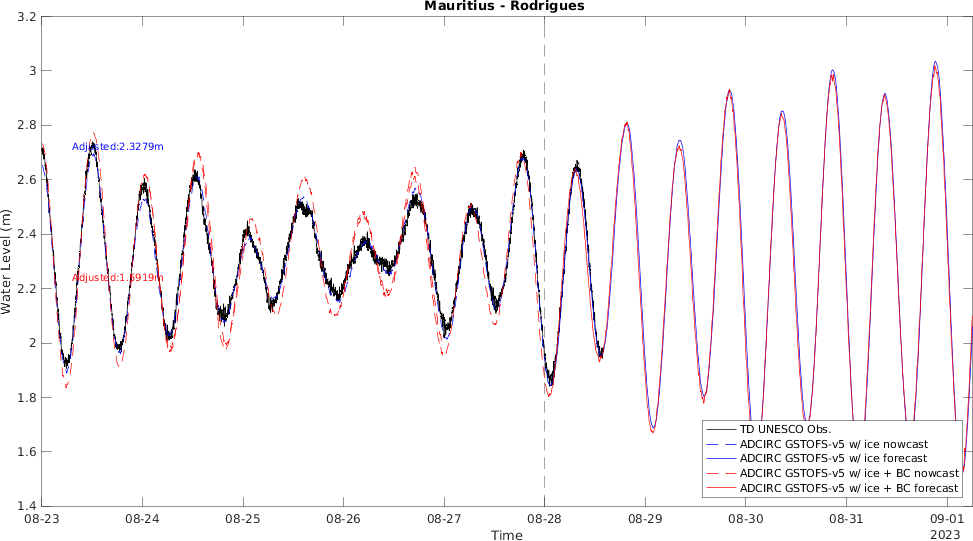 Mauritius - Rodrigues
3.2
3
2.8
2.6
2.4
2.2
2
1.8
1.6
1.4
Water Level (m)
Adjusted:2.3279m
Adjusted:1.6919m
TD UNESCO Obs.
ADCIRC GSTOFS-v5 w/ ice nowcast
ADCIRC GSTOFS-v5 w/ ice forecast
ADCIRC GSTOFS-v5 w/ ice + BC nowcast
ADCIRC GSTOFS-v5 w/ ice + BC forecast
08-23 08-24 08-25 08-26 08-27 08-28 08-29 08-30 08-31 09-01
2023
Time